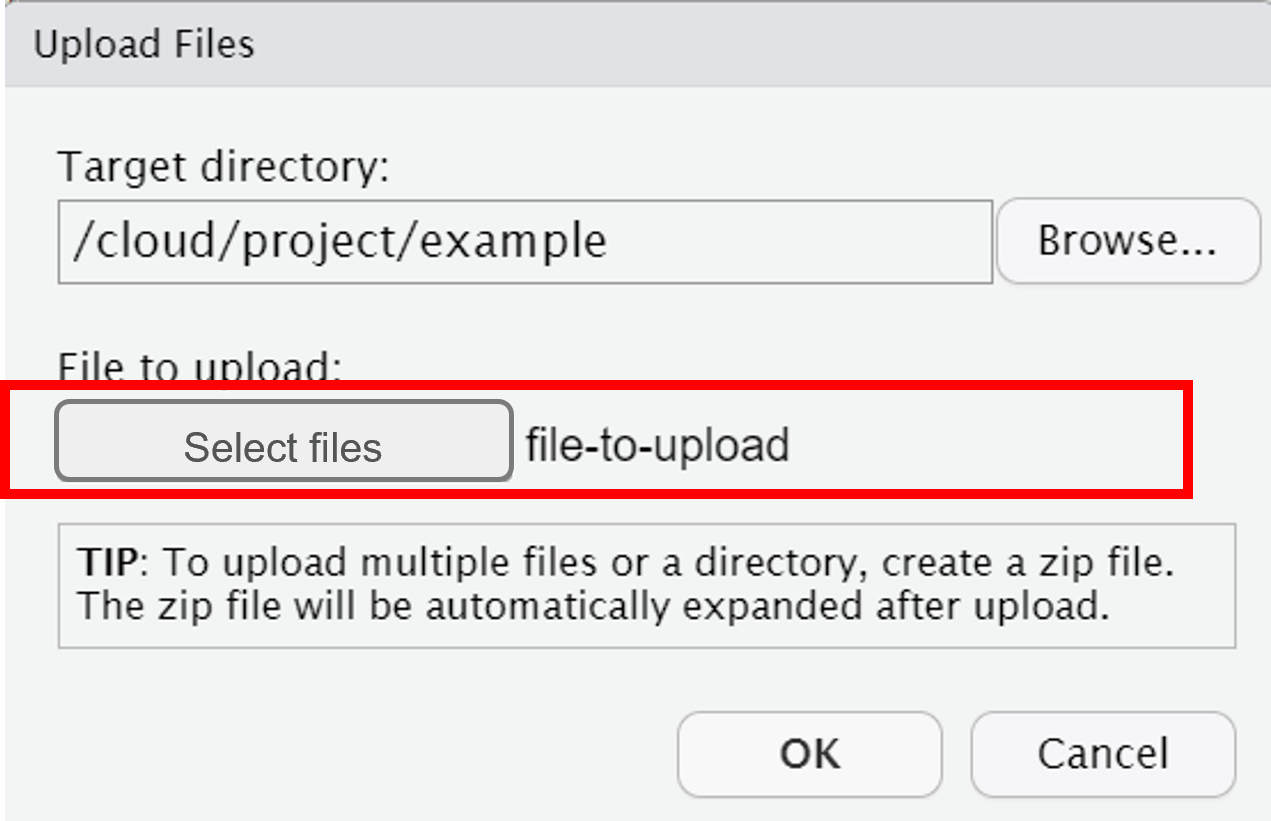 Upload Files
Target directory:
/cloud/project/example
Browse...
File to upload:
Select files
file-to-upload
TIP: To upload multiple files or a directory, create a zip file.
The zip file will be automatically expanded after upload.
OK
Cancel